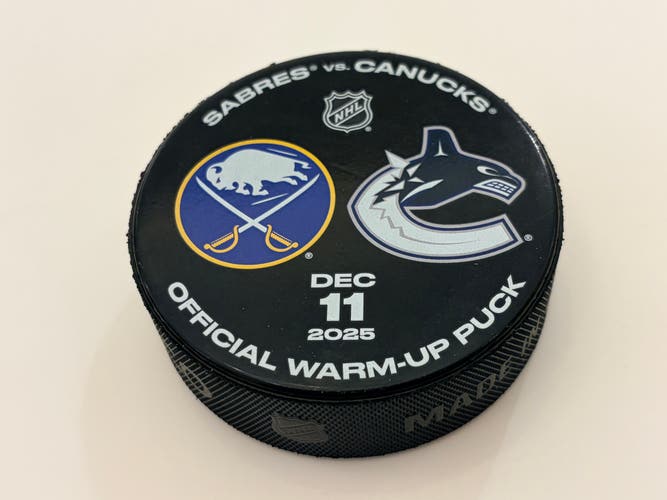 SABRES® VS. CANUCKS®
NHL®
®
®
DEC
11
2025
OFFICIAL WARM-UP PUCK
MADE